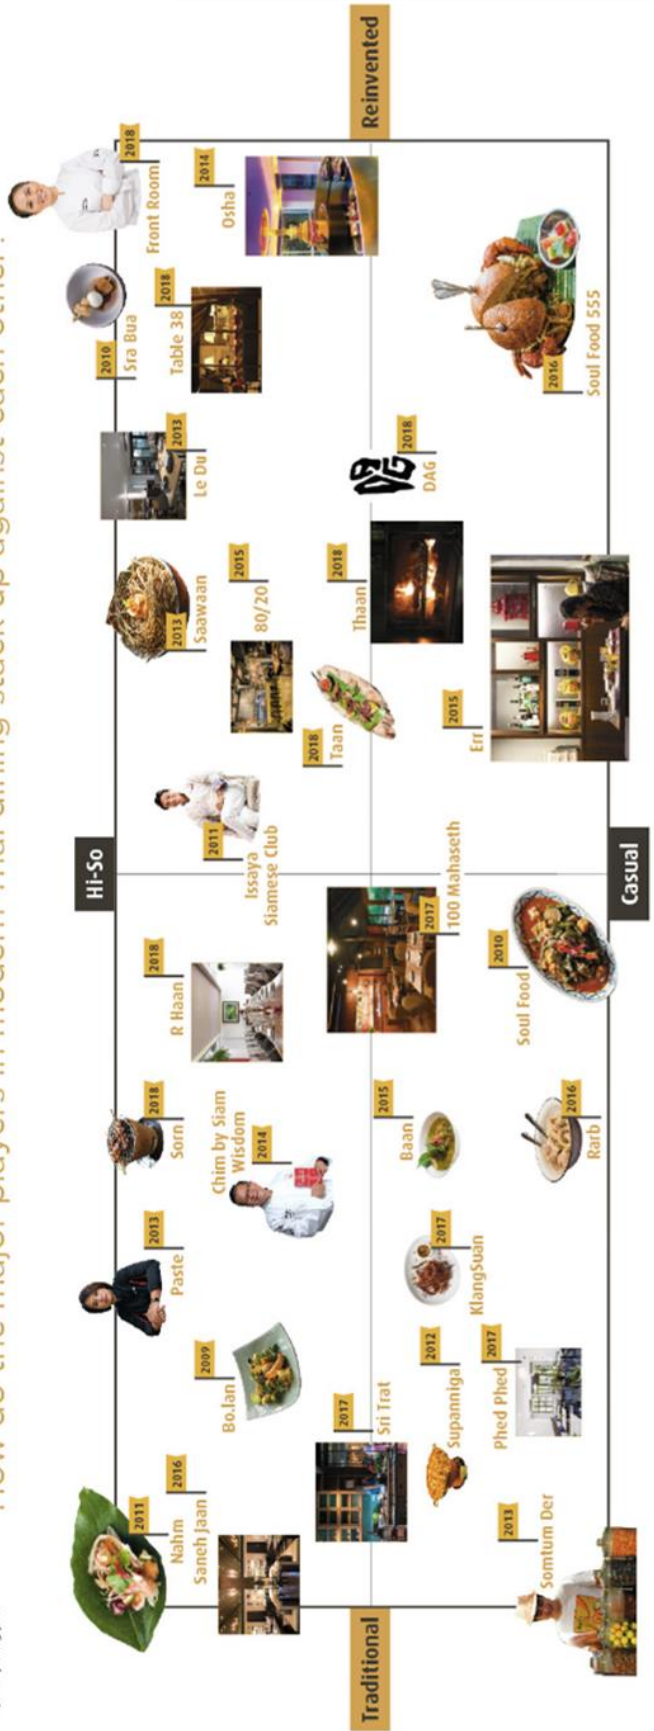 How do the major players in modern Thai dining stack up against each other?
Hi-So
Traditional
Reinvented
Casual
2011
Nahm
2016
Saneh Jaan
2009
Bo.lan
2013
Paste
2018
Sorn
Chim by Siam
Wisdom
2014
2018
R Haan
2011
Issaya
Siamese Club
2013
Saawaan
2015
80/20
2013
Le Du
2010
Sra Bua
2018
Table 38
2018
Front Room
2014
Osha
2017
Sri Trat
2015
Baan
2017
100 Mahaseth
2018
Taan
2018
Thaan
2018
DAG
DAG
2012
Supanniga
2017
KlangSuan
2017
Phed Phed
2013
Somtum Der
2016
Rarb
2010
Soul Food
2015
Err
2016
Soul Food 555